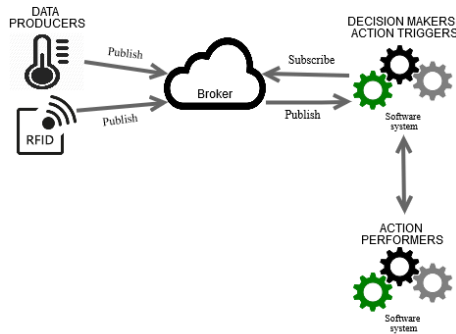 DATA
PRODUCERS
Publish
RFID
Publish
Broker
Subscribe
Publish
DECISION MAKERS
ACTION TRIGGERS
Software
system
ACTION
PERFORMERS
Software
system